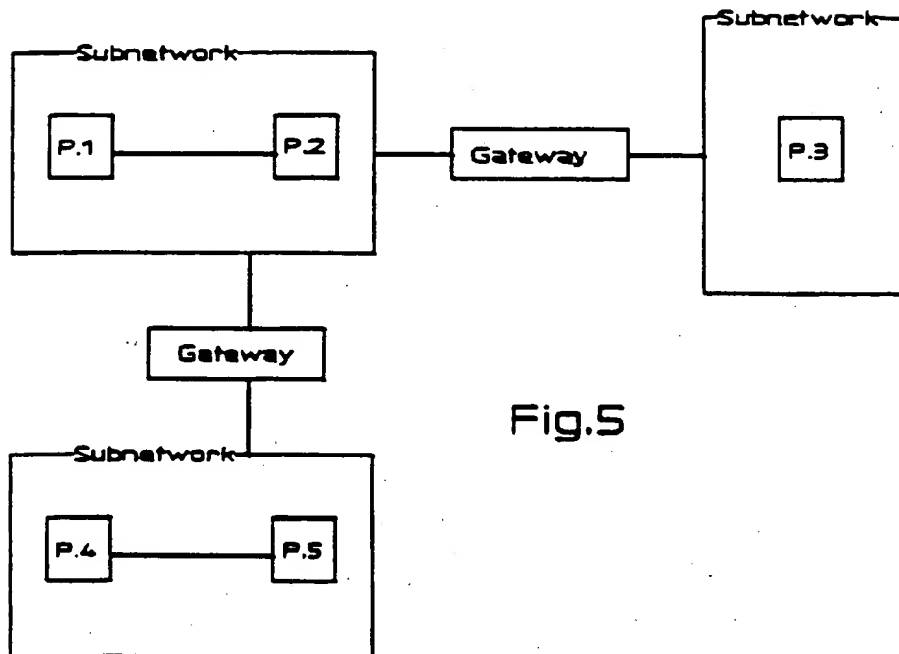 Subnetwork
Subnetwork
P.1
P.2
Gateway
P.3
Gateway
Fig.5
Subnetwork
P.4
P.5